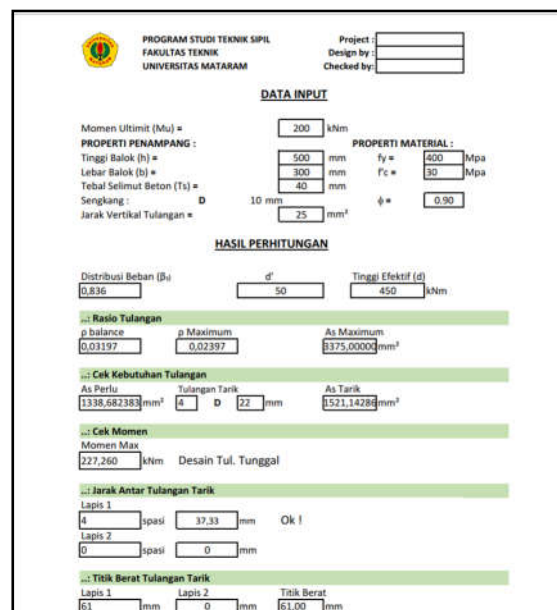 PROGRAM STUDI TEKNIK SIPIL Project :
FAKULTAS TEKNIK Design by :
UNIVERSITAS MATARAM Checked by:
DATA INPUT
Momen Ultimit (Mu) = 200 kNm
PROPERTI PENAMPANG : PROPERTI MATERIAL :
Tinggi Balok (h) = 500 mm fy = 400 Mpa
Lebar Balok (b) = 300 mm f'c = 30 Mpa
Tebal Selimut Beton (Ts) = 40 mm
Sengkang : D 10 mm ϕ = 0.90
Jarak Vertikal Tulangan = 25 mm²
HASIL PERHITUNGAN
Distribusi Beban (β₁) d' Tinggi Efektif (d)
0,836 50 450 kNm
..: Rasio Tulangan
ρ balance ρ Maximum As Maximum
0,03197 0,02397 3375,00000 mm²
..: Cek Kebutuhan Tulangan
As Perlu Tulangan Tarik As Tarik
1338,682383 mm² 4 D 22 mm 1521,14286 mm²
..: Cek Momen
Momen Max
227,260 kNm Desain Tul. Tunggal
..: Jarak Antar Tulangan Tarik
Lapis 1
4 spasi 37,33 mm Ok !
Lapis 2
0 spasi 0 mm
..: Titik Berat Tulangan Tarik
Lapis 1 Lapis 2 Titik Berat
61 mm 0 mm 61,00 mm